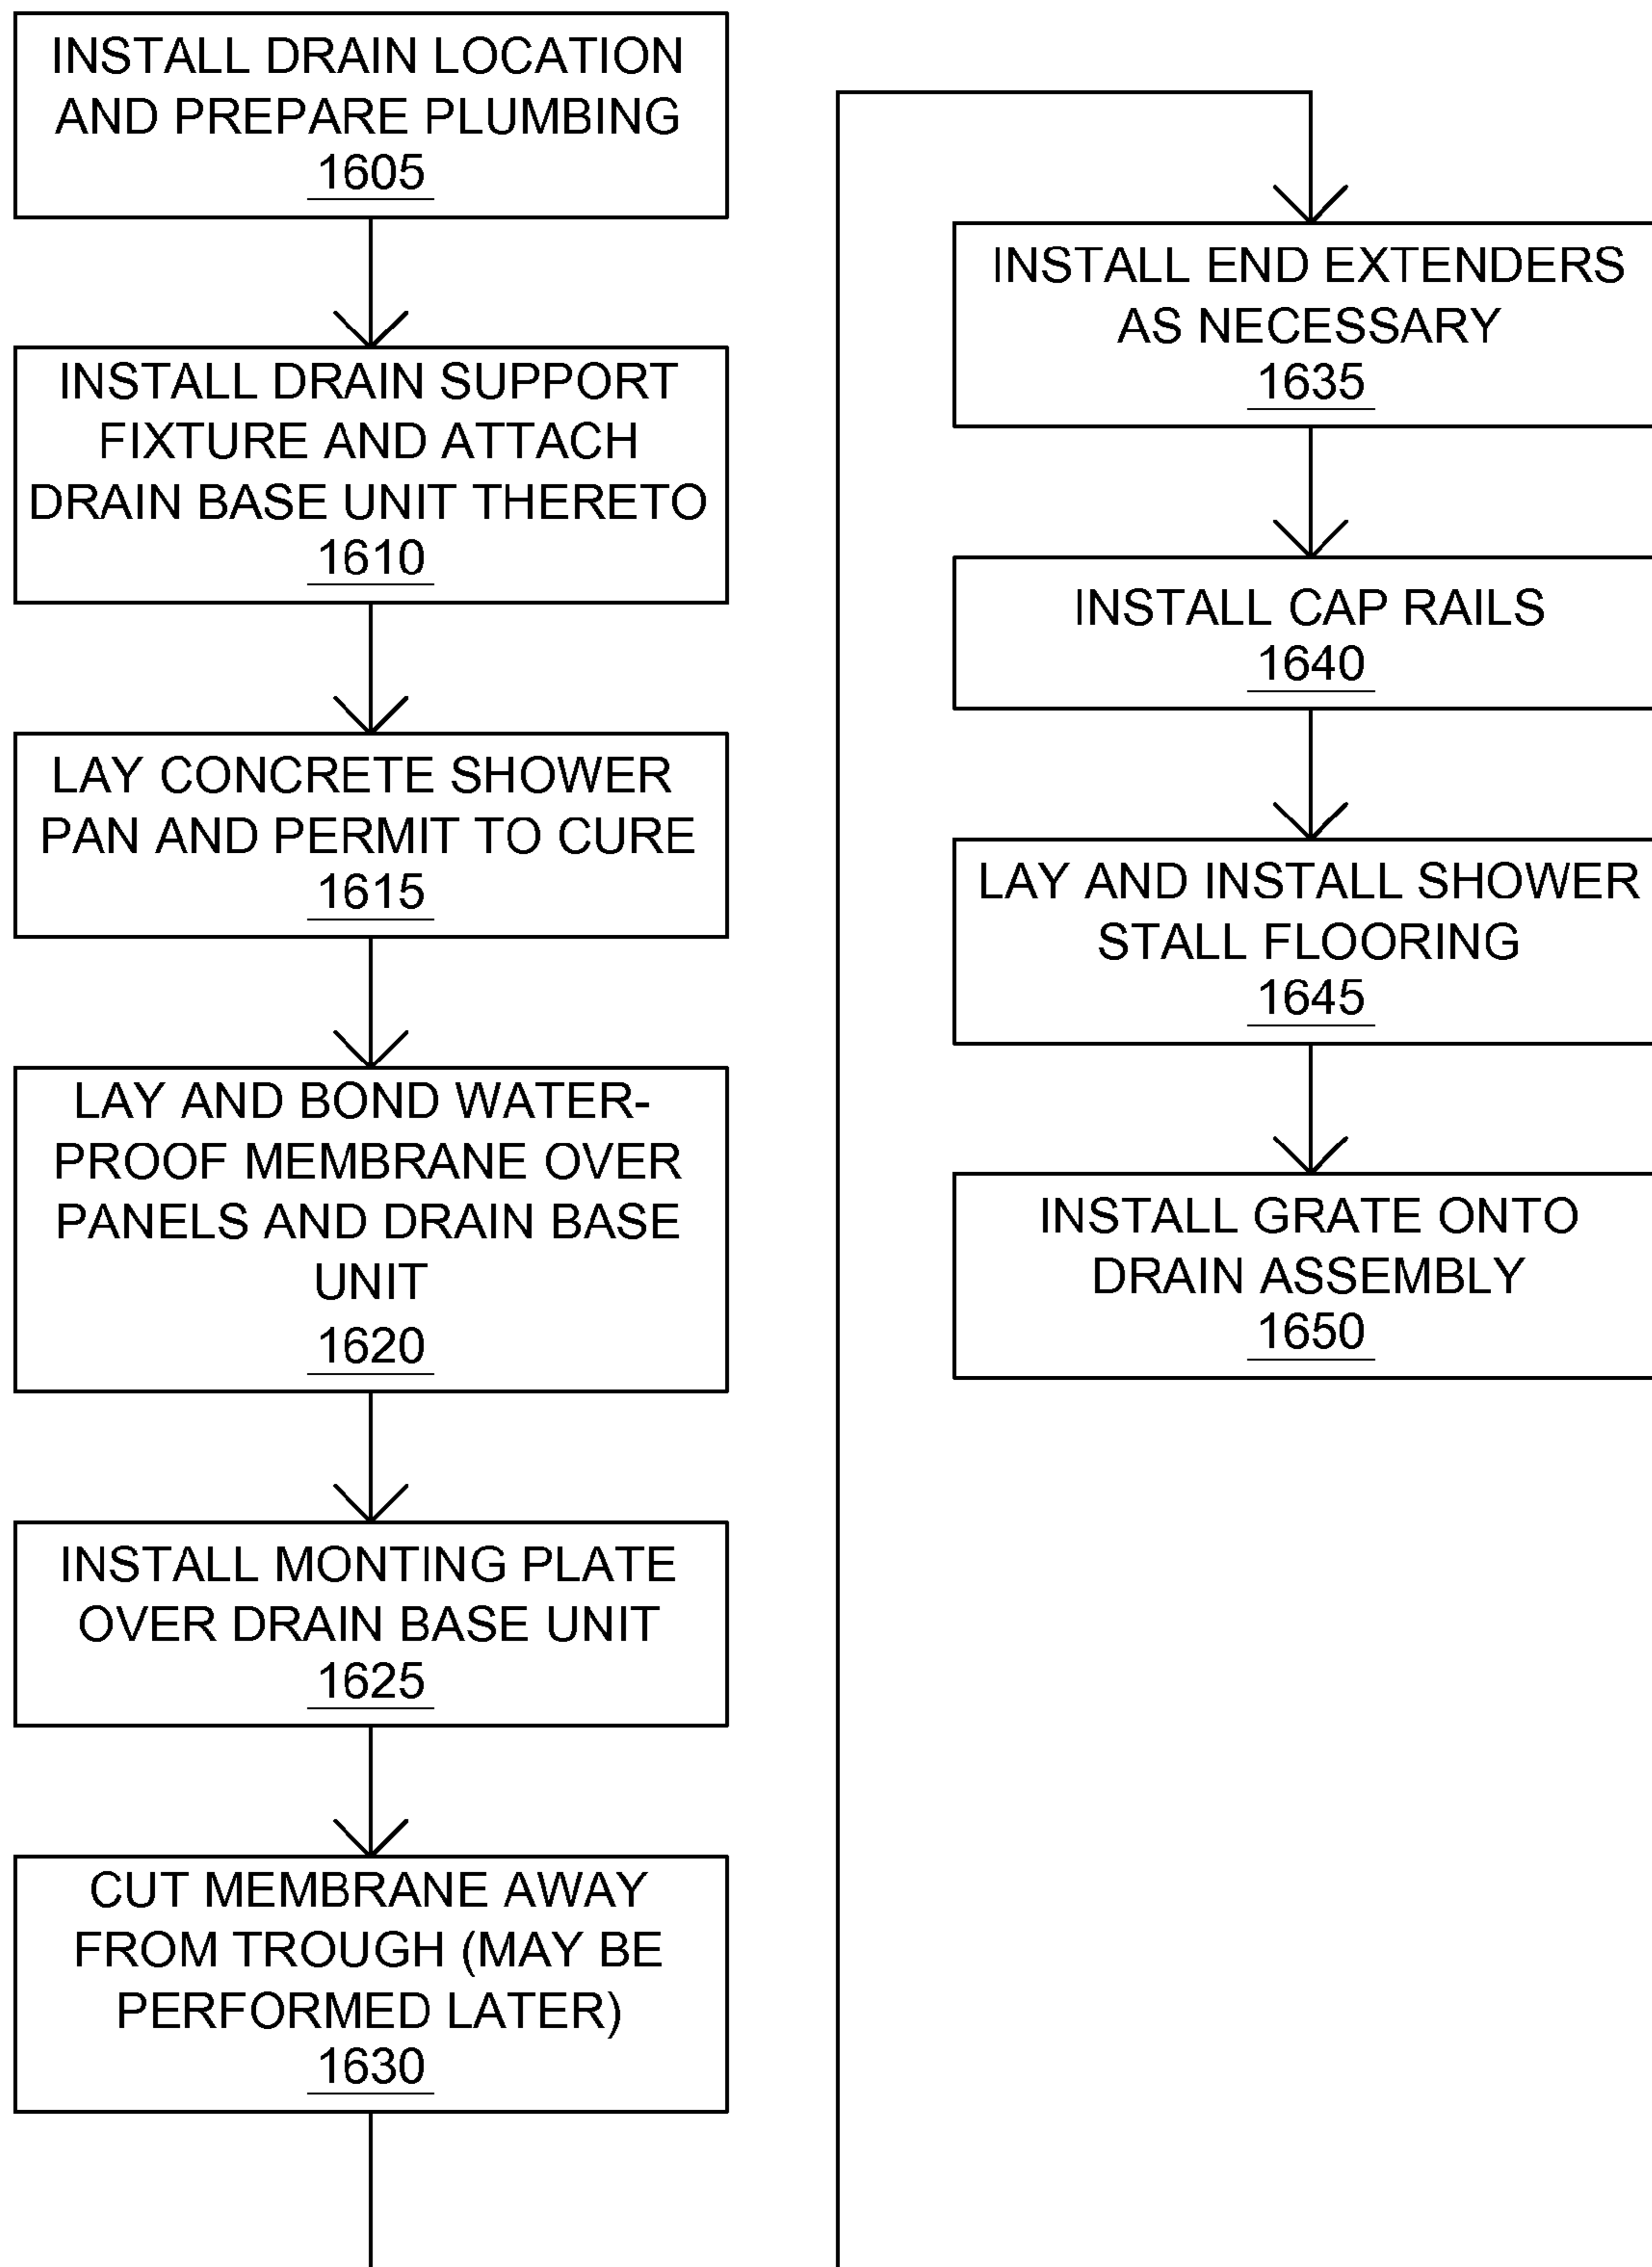 INSTALL DRAIN LOCATION
AND PREPARE PLUMBING
1605
INSTALL DRAIN SUPPORT
FIXTURE AND ATTACH
DRAIN BASE UNIT THERETO
1610
LAY CONCRETE SHOWER
PAN AND PERMIT TO CURE
1615
LAY AND BOND WATER-
PROOF MEMBRANE OVER
PANELS AND DRAIN BASE
UNIT
1620
INSTALL MONTING PLATE
OVER DRAIN BASE UNIT
1625
CUT MEMBRANE AWAY
FROM TROUGH (MAY BE
PERFORMED LATER)
1630
INSTALL END EXTENDERS
AS NECESSARY
1635
INSTALL CAP RAILS
1640
LAY AND INSTALL SHOWER
STALL FLOORING
1645
INSTALL GRATE ONTO
DRAIN ASSEMBLY
1650